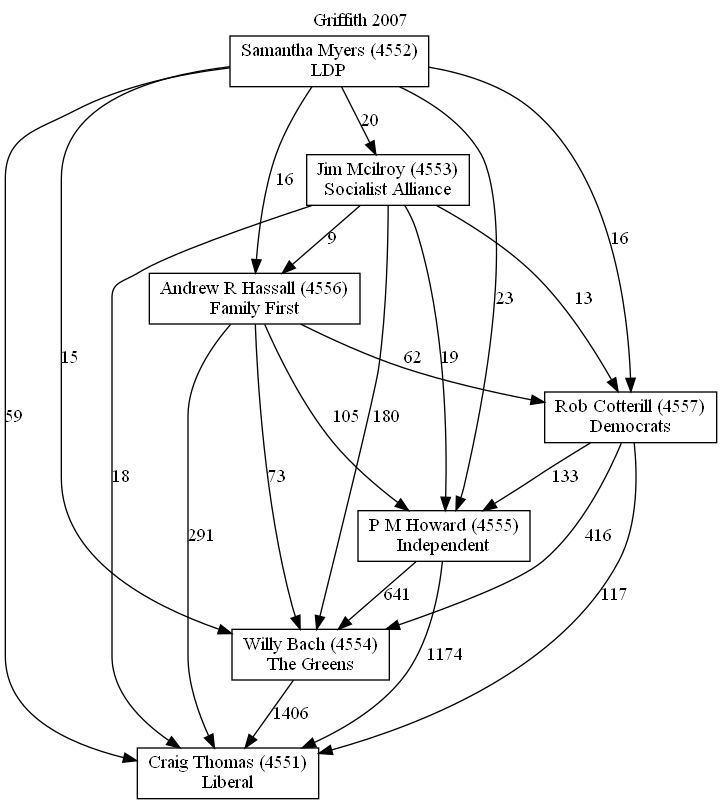 Griffith 2007
Samantha Myers (4552)
LDP
20
Jim Mcilroy (4553)
Socialist Alliance
16
16
9
Andrew R Hassall (4556)
Family First
23
13
15
62
19
59
105
180
Rob Cotterill (4557)
Democrats
18
73
133
P M Howard (4555)
Independent
291
416
641
117
Willy Bach (4554)
The Greens
1174
1406
Craig Thomas (4551)
Liberal